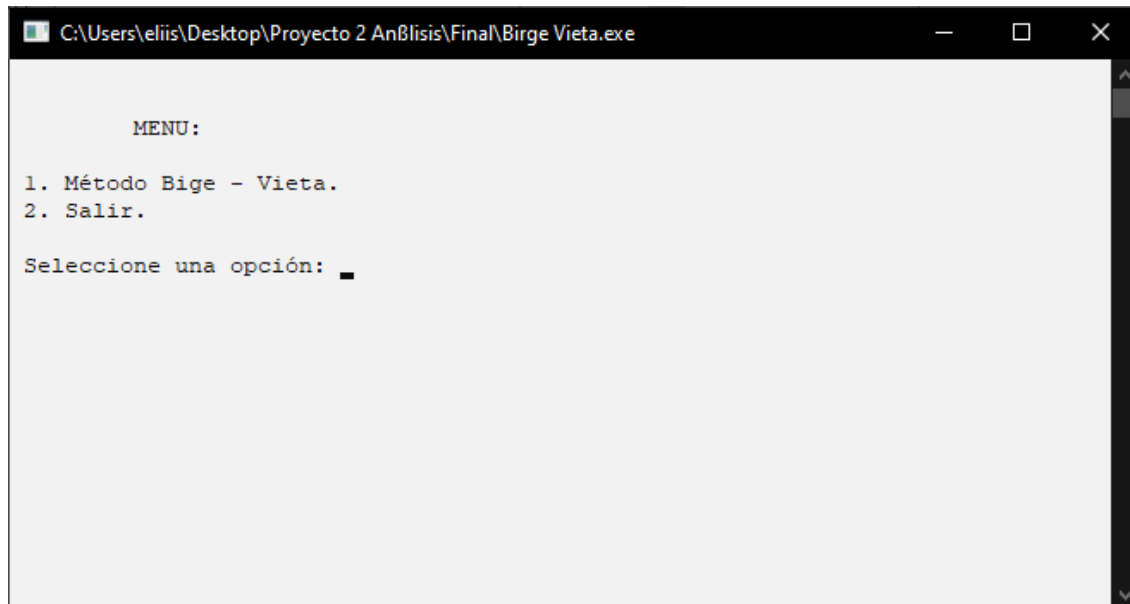 C:\Users\eliis\Desktop\Proyecto 2 Anßlisis\Final\Birge Vieta.exe
MENU:
1. Método Bige - Vieta.
2. Salir.
Seleccione una opción: